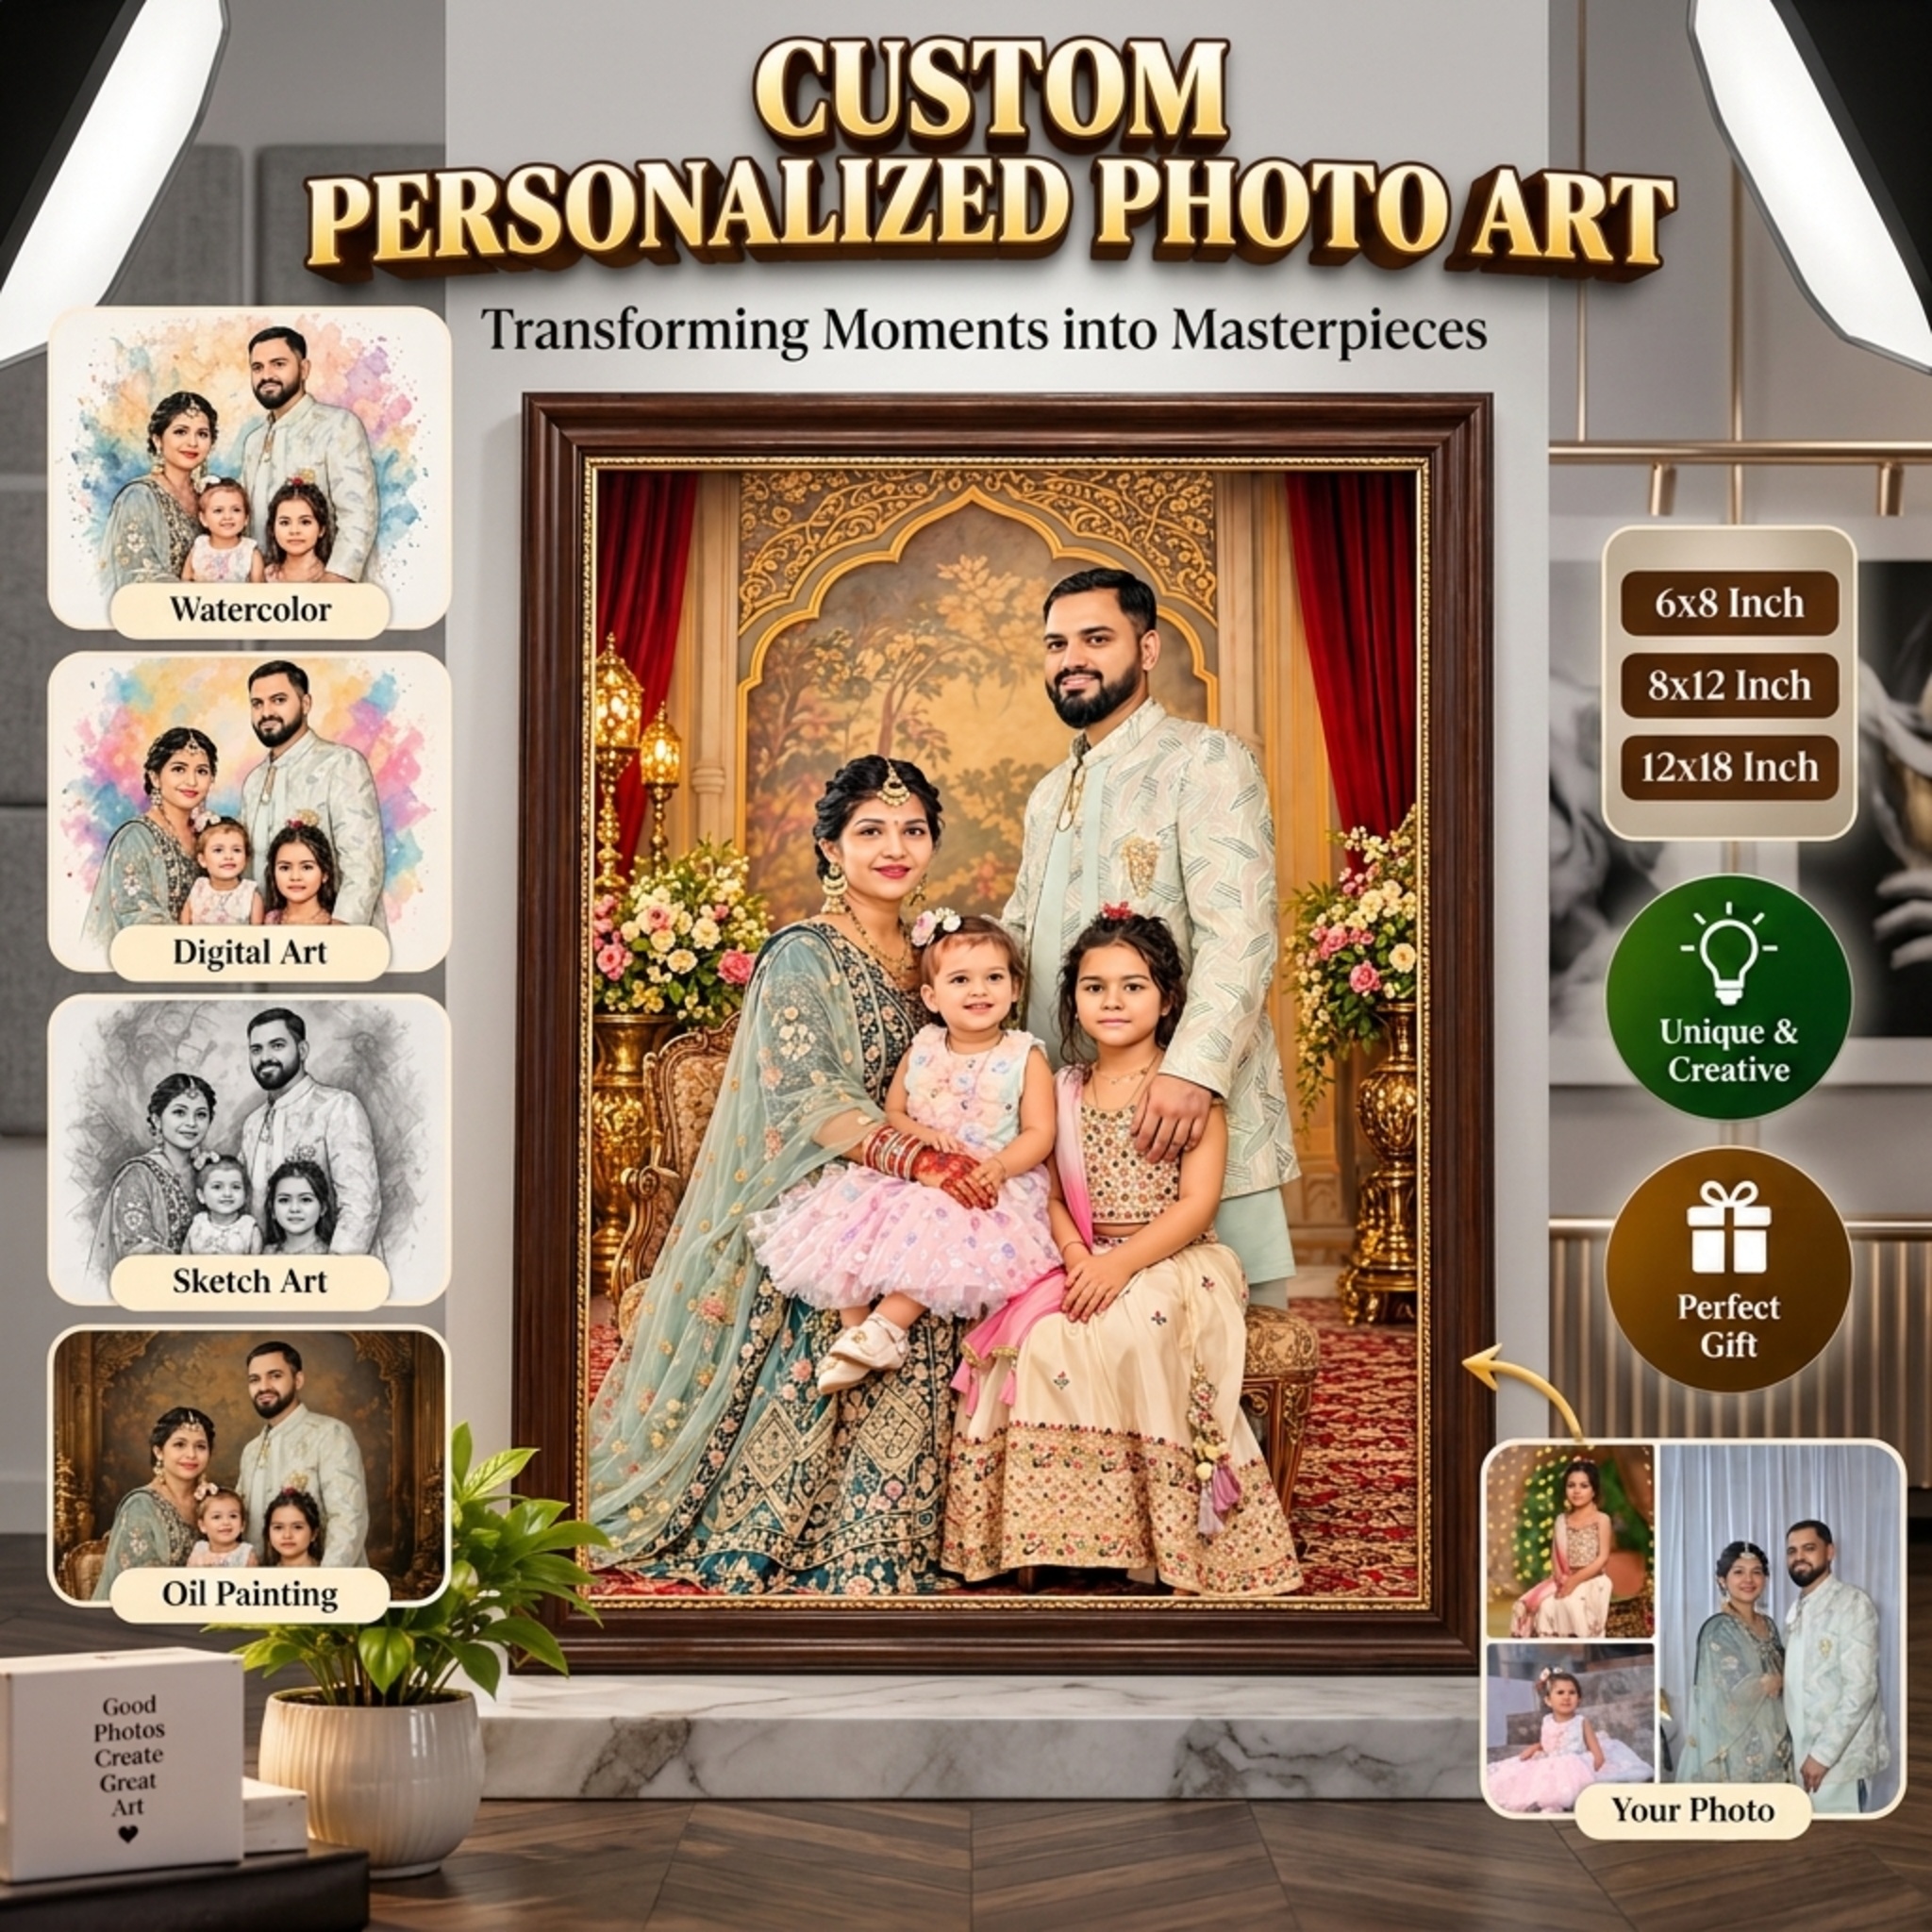 CUSTOM
PERSONALIZED PHOTO ART
Transforming Moments into Masterpieces
Watercolor
Digital Art
Sketch Art
Oil Painting
6x8 Inch
8x12 Inch
12x18 Inch
Unique &
Creative
Perfect
Gift
Your Photo
Good
Photos
Create
Great
Art